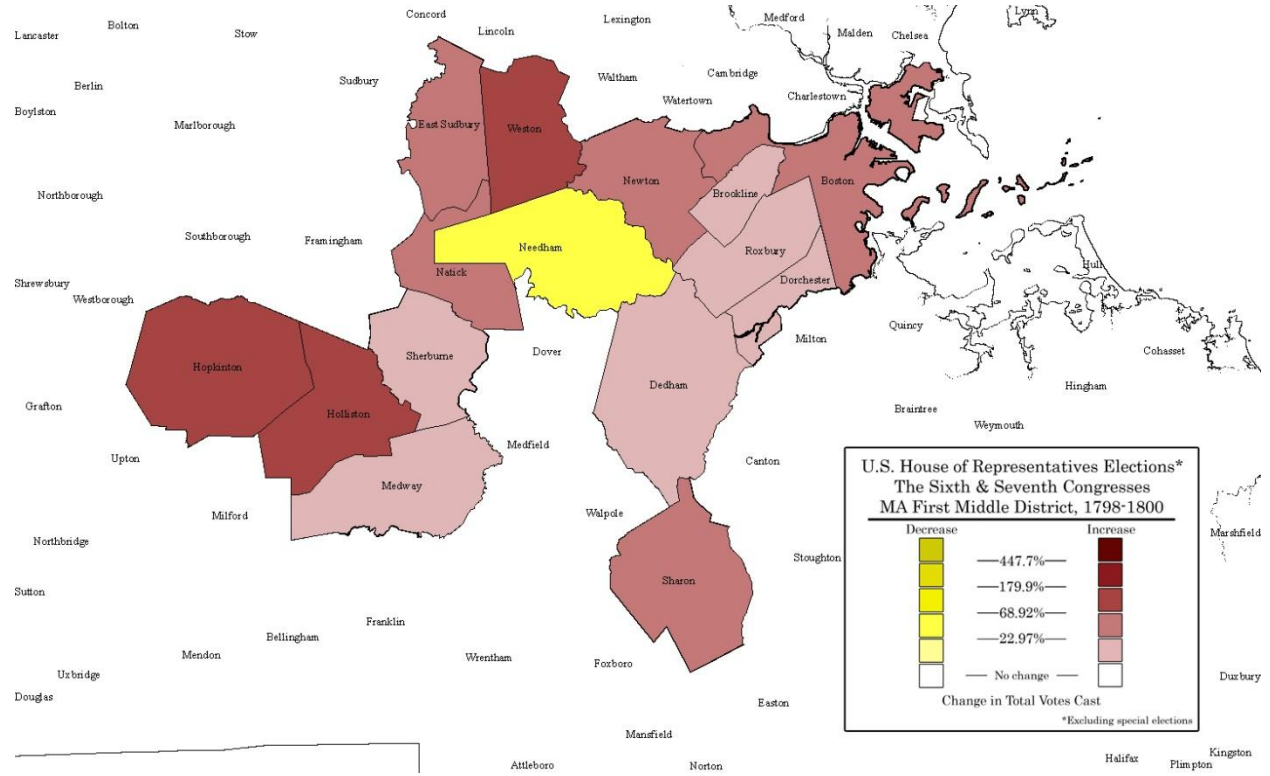 Concord
Lexington
Medford
Lynn
Bolton
Lancaster
Stow
Lincoln
Malden
Chelsea
Sudbury
Waltham
Cambridge
Berlin
Watertown
Charlestown
Boylston
Marlborough
East Sudbury
Weston
Newton
Boston
Northborough
Brookline
Southborough
Framingham
Needham
Roxbury
Natick
Dorchester
Hull
Shrewsbury
Westborough
Quincy
Milton
Sherburne
Dover
Cohasset
Hopkinton
Dedham
Hingham
Grafton
Holliston
Braintree
Weymouth
Upton
Medfield
Canton
Medway
Milford
Walpole
Northbridge
Stoughton
Marshfield
Sharon
Sutton
Franklin
Bellingham
Mendon
Wrentham
Foxboro
Uxbridge
Duxbury
Douglas
Easton
Mansfield
Attleboro
Norton
Halifax
Kingston
Plimpton
U.S. House of Representatives Elections*
The Sixth & Seventh Congresses
MA First Middle District, 1798-1800
Decrease
Increase
447.7%
179.9%
68.92%
22.97%
No change
Change in Total Votes Cast
*Excluding special elections